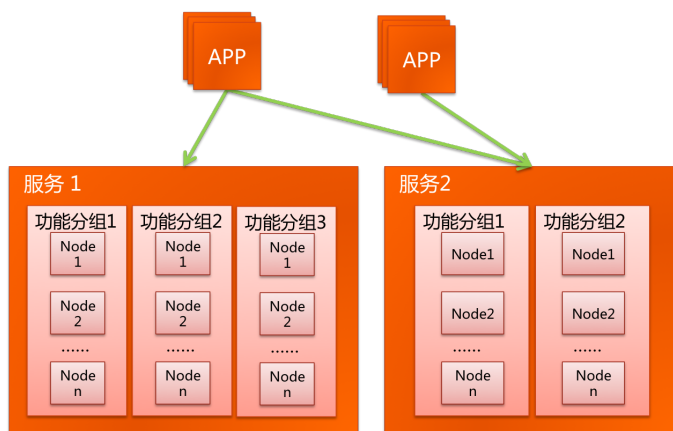 APP
APP
服务 1
功能分组1
Node
1
Node
2
......
Node
n
功能分组2
Node
1
Node
2
......
Node
n
功能分组3
Node
1
Node
2
......
Node
n
服务2
功能分组1
Node1
Node2
......
Node
n
功能分组2
Node1
Node2
......
Node
n